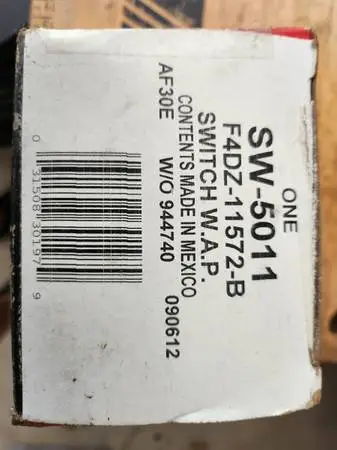 ONE
SW-5011
F4DZ-11572-B
SWITCH W.A.P.
CONTENTS MADE IN MEXICO
AF30E W/O 944740 090612
0 31508 30197 9